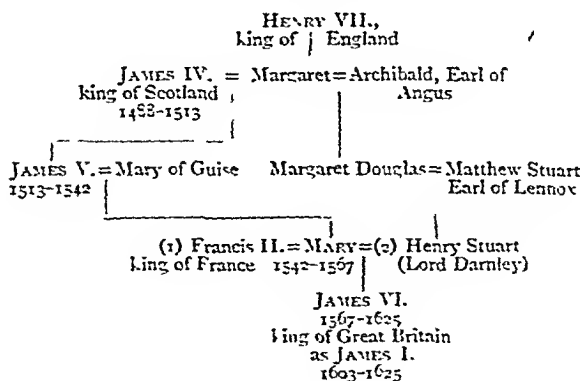 HENRY VII.,
king of England
JAMES IV. = Margaret = Archibald, Earl of
king of Scotland Angus
1488-1513
JAMES V. = Mary of Guise Margaret Douglas = Matthew Stuart
1513-1542 Earl of Lennox
(1) Francis II. = MARY = (2) Henry Stuart
king of France 1542-1567 (Lord Darnley)
JAMES VI.
1567-1625
king of Great Britain
as JAMES I.
1603-1625